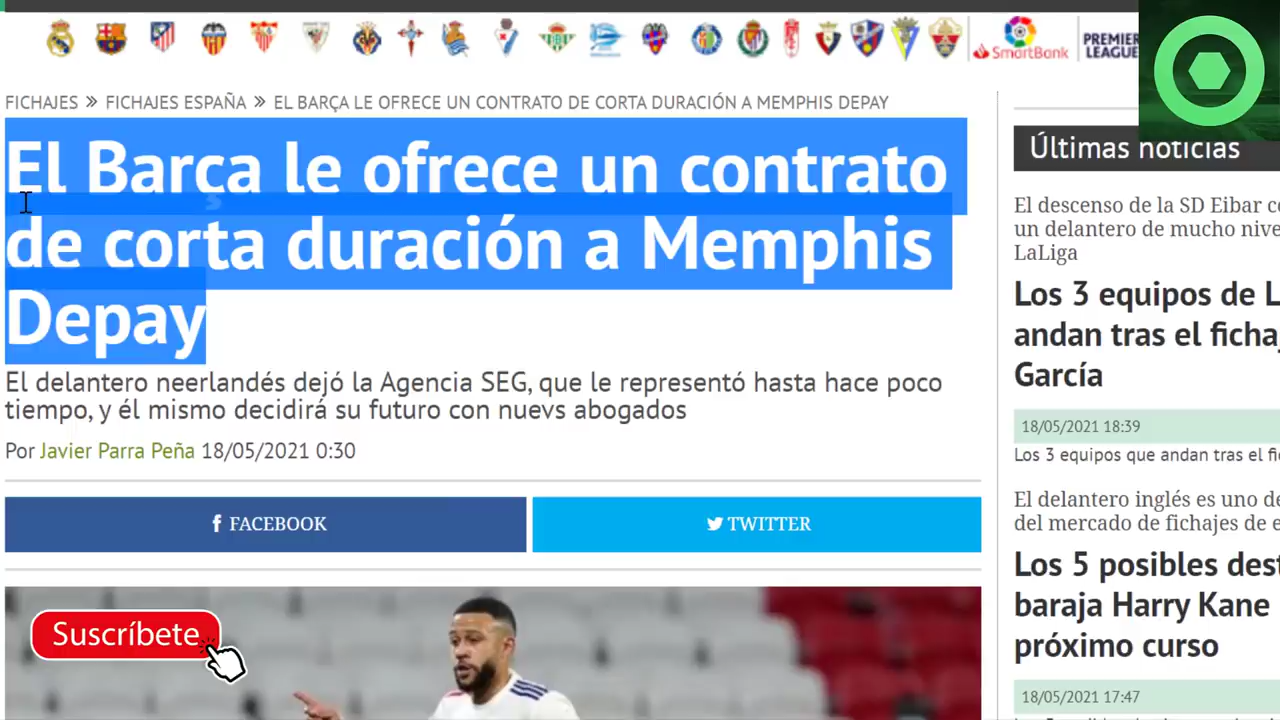 SmartBank
PREMIER
LEAGUE
FICHAJES » FICHAJES ESPAÑA » EL BARÇA LE OFRECE UN CONTRATO DE CORTA DURACIÓN A MEMPHIS DEPAY
El Barça le ofrece un contrato
de corta duración a Memphis
Depay
El delantero neerlandés dejó la Agencia SEG, que le representó hasta hace poco
tiempo, y él mismo decidirá su futuro con nuevs abogados
Por Javier Parra Peña 18/05/2021 0:30
f FACEBOOK
TWITTER
Suscríbete
Últimas noticias
El descenso de la SD Eibar
un delantero de mucho
LaLiga
Los 3 equipos de
andan tras el
García
18/05/2021 18:39
Los 3 equipos que andan tras el
El delantero inglés es uno
del mercado de fichajes de
Los 5 posibles
baraja Harry Kane
próximo curso
18/05/2021 17:47